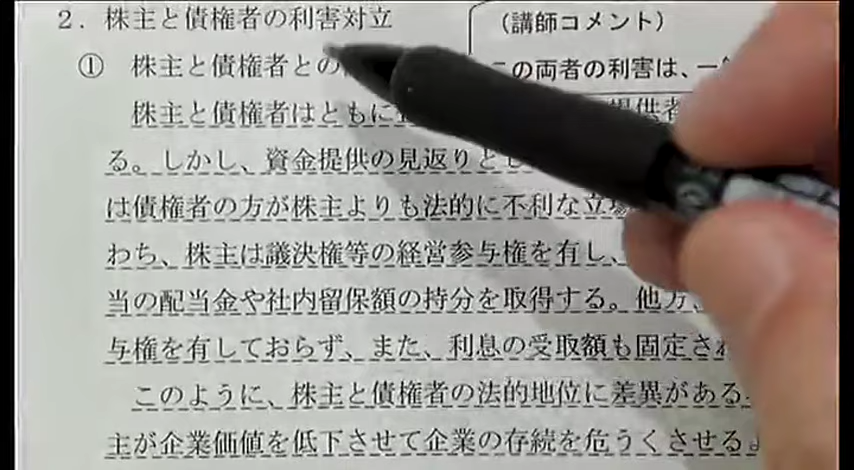 2．株主と債権者の利害対立
（講師コメント）
① 株主と債権者との
この両者の利害は、一
株主と債権者はともに
提供者
る。しかし、資金提供の見返りとし
は債権者の方が株主よりも法的に不利な立場
わち、株主は議決権等の経営参与権を有し、
当の配当金や社内留保額の持分を取得する。他方、
与権を有しておらず、また、利息の受取額も固定され
このように、株主と債権者の法的地位に差異がある
主が企業価値を低下させて企業の存続を危うくさせるよ